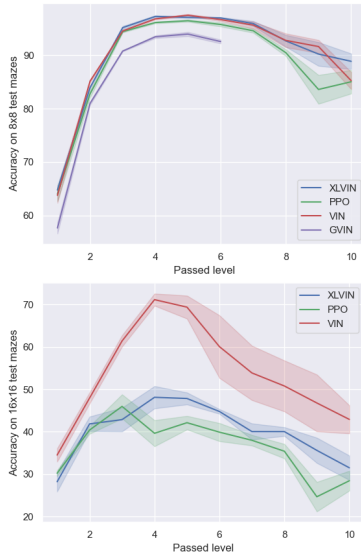 Accuracy on 8x8 test mazes
90
80
70
60
XLVIN
PPO
VIN
GVIN
2
4
6
8
10
Passed level
Accuracy on 16x16 test mazes
70
60
50
40
30
20
XLVIN
PPO
VIN
2
4
6
8
10
Passed level